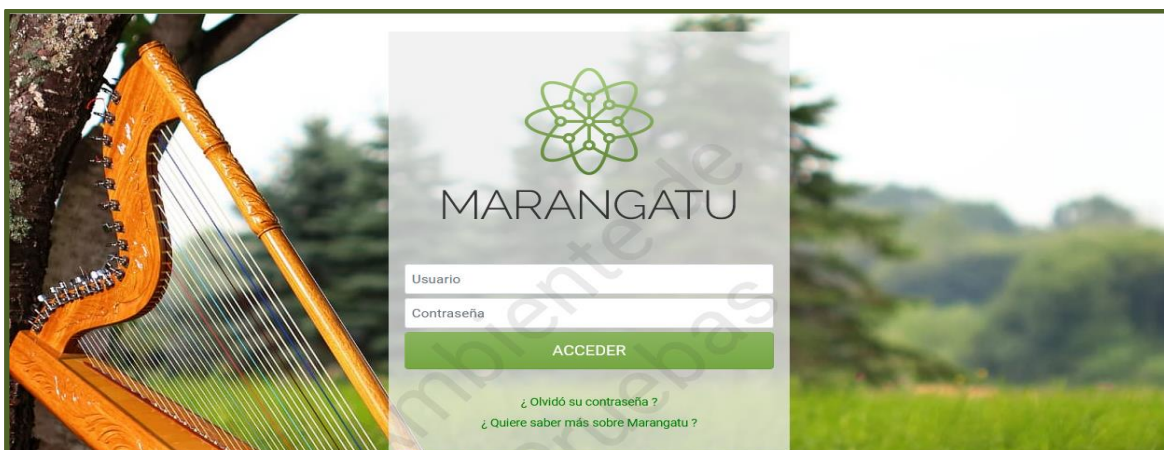 MARANGATU
Usuario
Contraseña
ACCEDER
¿ Olvidó su contraseña ?
¿ Quiere saber más sobre Marangatu ?
Ambiente de
Pruebas